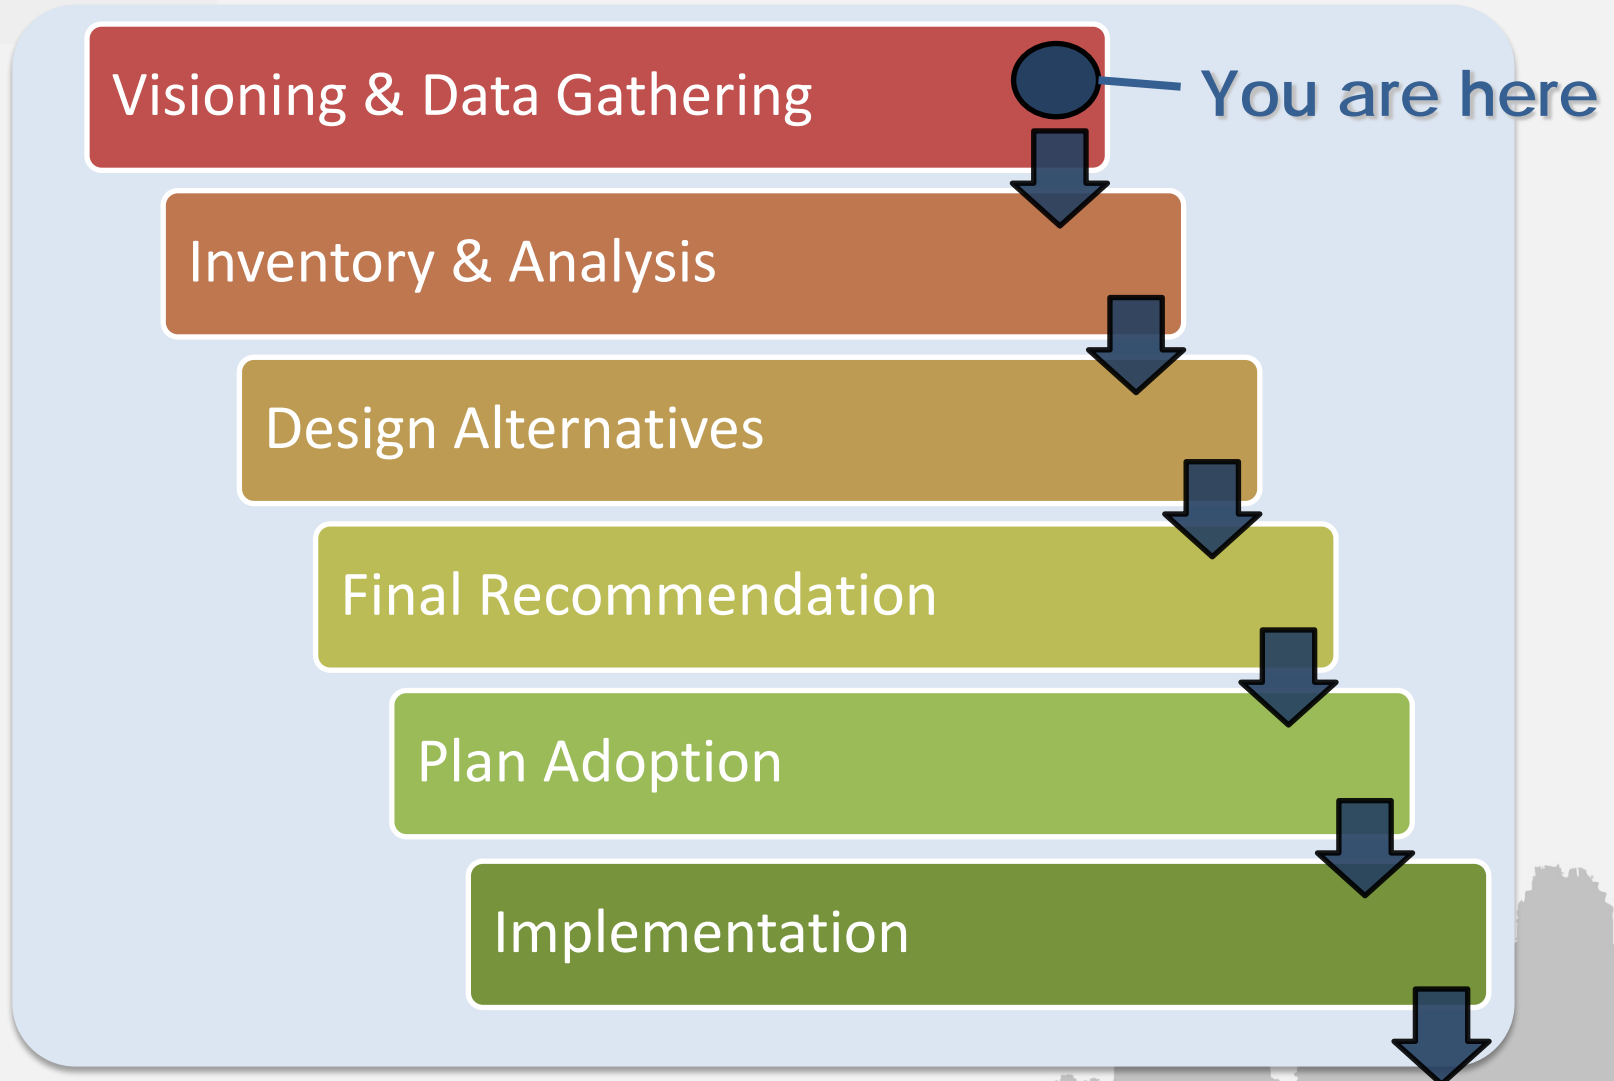 Visioning & Data Gathering
You are here
Inventory & Analysis
Design Alternatives
Final Recommendation
Plan Adoption
Implementation